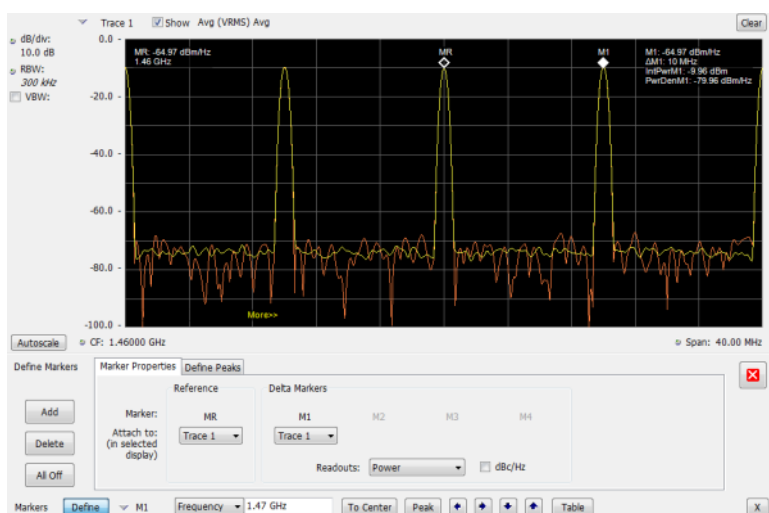 Trace 1 Show Avg (VRMS) Avg Clear
dB/div:
10.0 dB
RBW:
300 kHz
VBW:
0.0
-20.0
-40.0
-60.0
-80.0
-100.0
MR: -64.97 dBm/Hz
1.46 GHz
MR
M1
M1: -64.97 dBm/Hz
ΔM1: 10 MHz
IntPwrM1: -9.96 dBm
PwrDenM1: -79.96 dBm/Hz
More>>
Autoscale CF: 1.46000 GHz Span: 40.00 MHz
Define Markers Marker Properties Define Peaks
Reference Delta Markers
Add Marker: MR M1 M2 M3 M4
Attach to:
(in selected
display)
Trace 1 Trace 1
Delete
Readouts: Power dBc/Hz
All Off
Markers Define M1 Frequency 1.47 GHz To Center Peak Table X